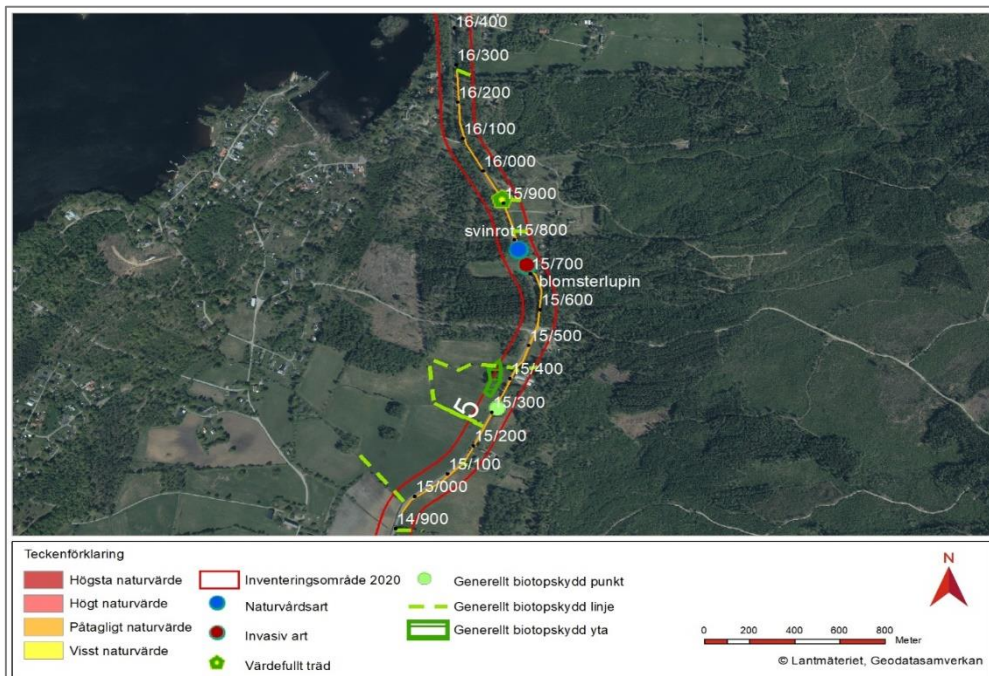 16/400
16/300
16/200
16/100
16/000
15/900
15/800
svinrot
15/700
blomsterlupin
15/600
15/500
15/400
15/300
5
15/200
15/100
15/000
14/900
Teckenförklaring
Högsta naturvärde
Högt naturvärde
Påtagligt naturvärde
Visst naturvärde
Inventeringsområde 2020
Naturvårdsart
Invasiv art
Värdefullt träd
Generellt biotopskydd punkt
Generellt biotopskydd linje
Generellt biotopskydd yta
N
0 200 400 600 800
Meter
© Lantmäteriet, Geodatasamverkan